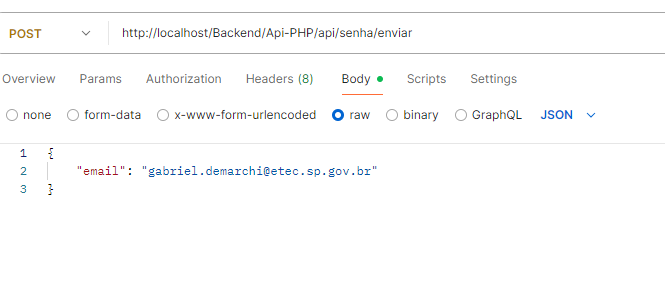 POST http://localhost/Backend/Api-PHP/api/senha/enviar
Overview Params Authorization Headers (8) Body Scripts Settings
none form-data x-www-form-urlencoded raw binary GraphQL JSON
1 {
2 "email": "gabriel.demarchi@etec.sp.gov.br"
3 }